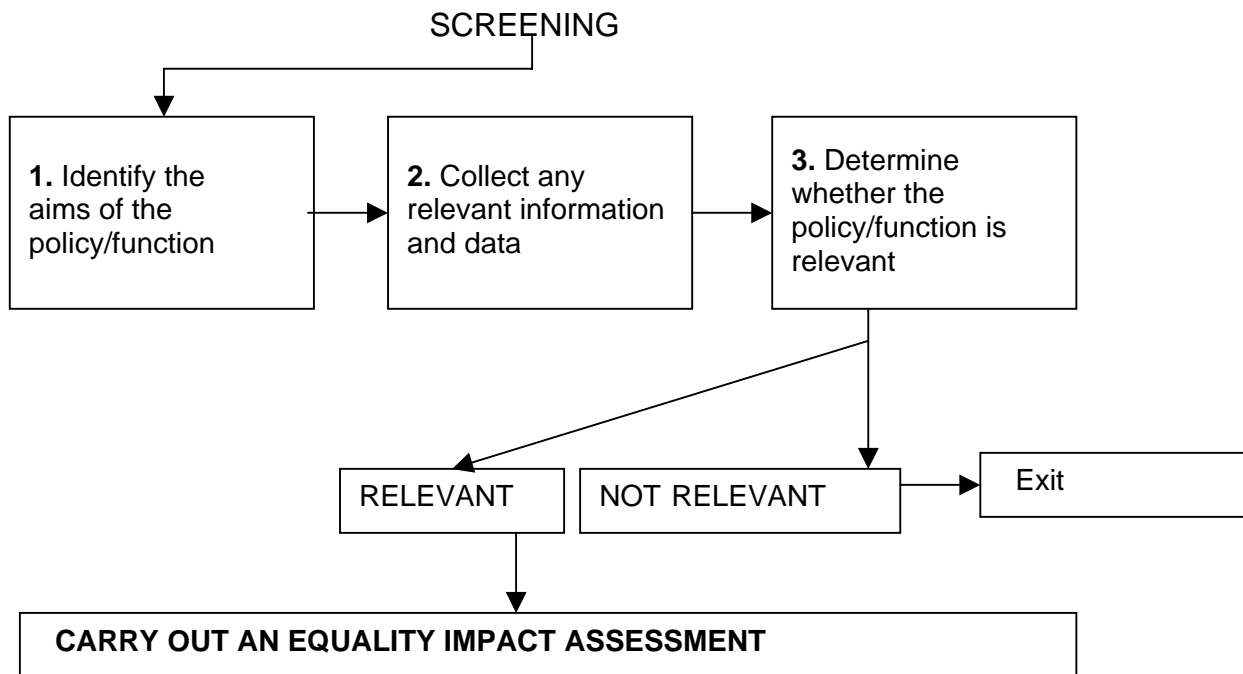 SCREENING
1. Identify the
aims of the
policy/function
2. Collect any
relevant information
and data
3. Determine
whether the
policy/function is
relevant
RELEVANT
NOT RELEVANT
Exit
CARRY OUT AN EQUALITY IMPACT ASSESSMENT